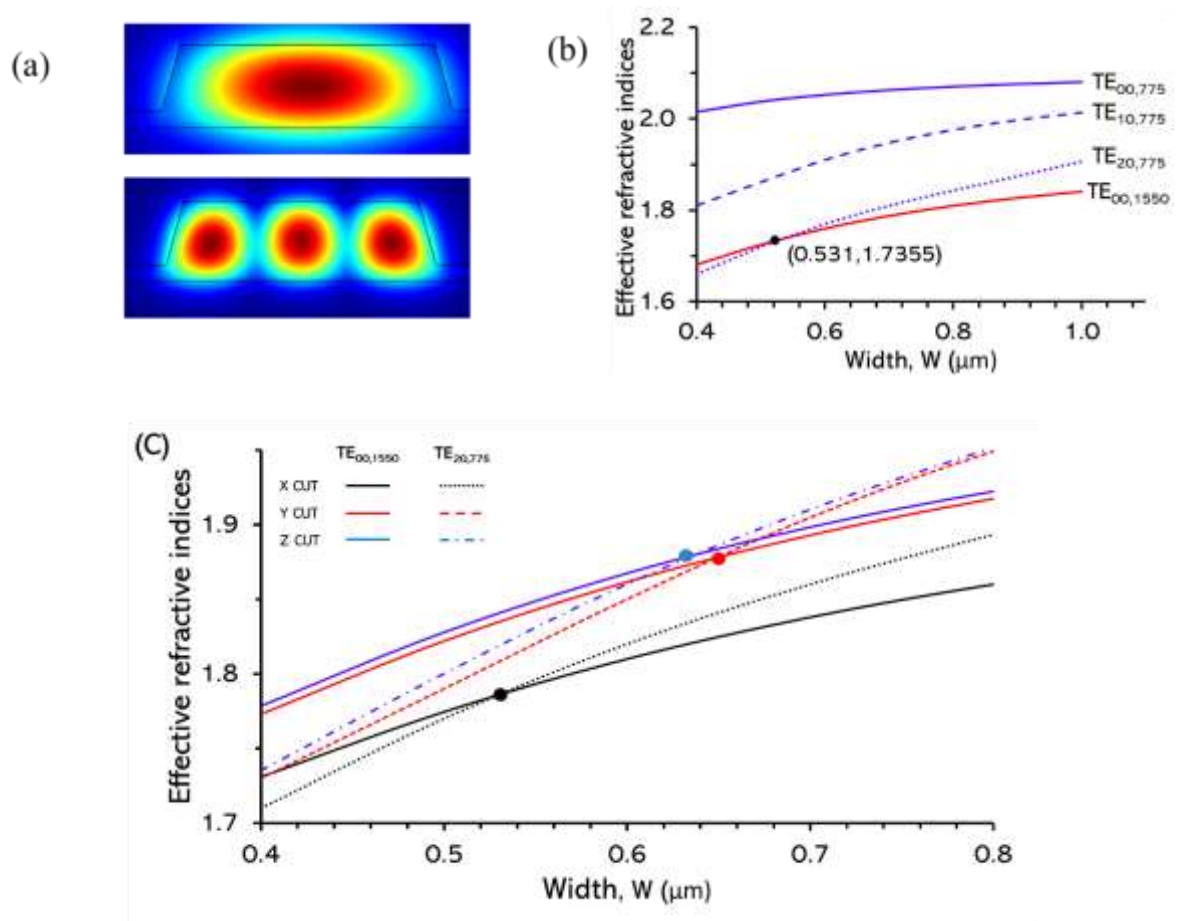 (a)
(b)
Effective refractive indices
2.2
2.0
1.8
1.6
TE₀₀,₇₇₅
TE₁₀,₇₇₅
TE₂₀,₇₇₅
TE₀₀,₁₅₅₀
(0.531,1.7355)
0.4 0.6 0.8 1.0
Width, W (μm)
(C)
TE₀₀,₁₅₅₀ TE₂₀,₇₇₅
X CUT
Y CUT
Z CUT
Effective refractive indices
1.9
1.8
1.7
0.4 0.5 0.6 0.7 0.8
Width, W (μm)